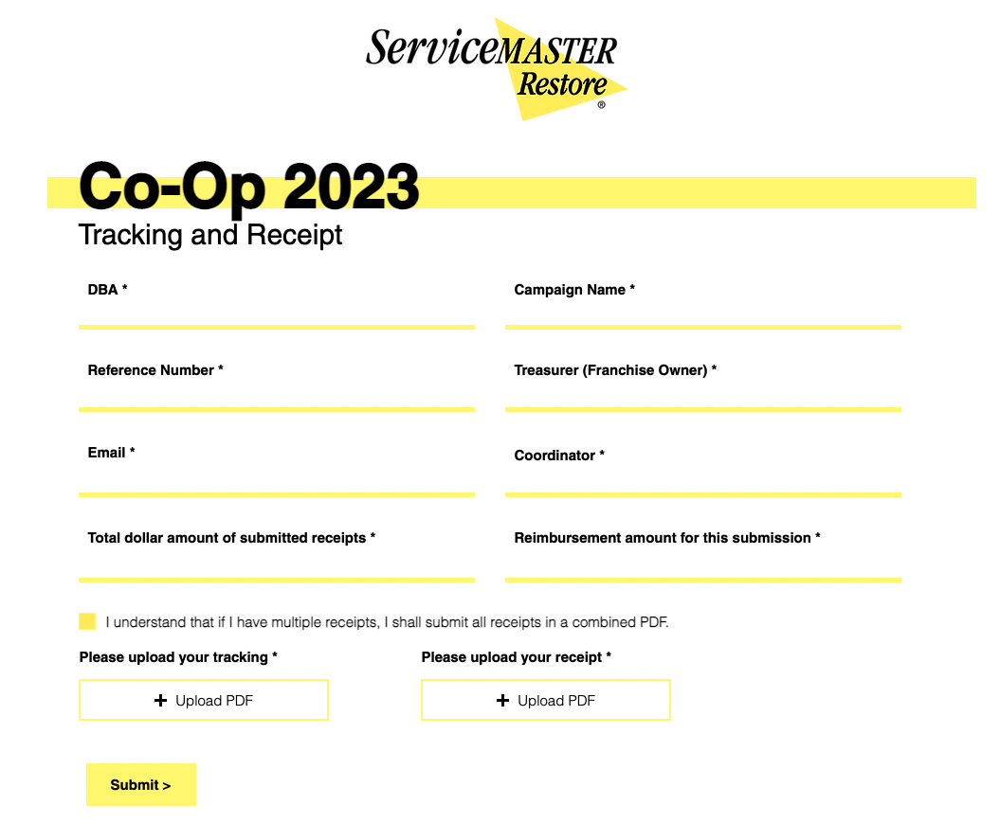 ServiceMASTER
Restore
®
Co-Op 2023
Tracking and Receipt
DBA *
Campaign Name *
Reference Number *
Treasurer (Franchise Owner) *
Email *
Coordinator *
Total dollar amount of submitted receipts *
Reimbursement amount for this submission *
I understand that if I have multiple receipts, I shall submit all receipts in a combined PDF.
Please upload your tracking *
Please upload your receipt *
+ Upload PDF
+ Upload PDF
Submit >